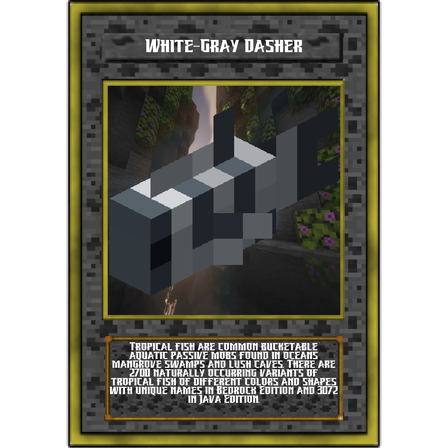 White-Gray Dasher
Tropical fish are common bucketable
aquatic passive mobs found in oceans
mangrove swamps and lush caves. There are
2700 naturally occurring variants of
tropical fish of different colors and shapes
with unique names in Bedrock Edition and 3072
in Java Edition.